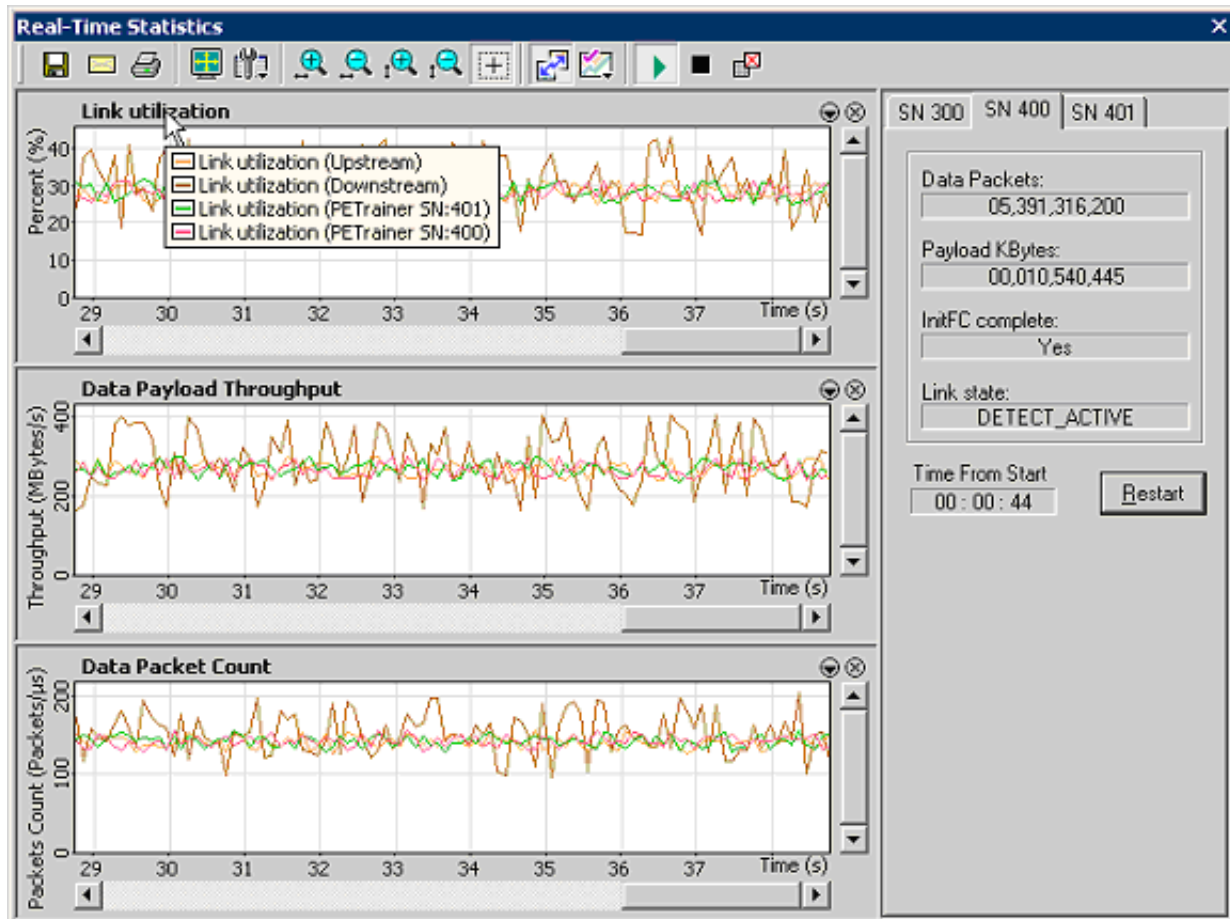 Real-Time Statistics
Link utilization
Percent (%)
40
30
20
10
0
Link utilization (Upstream)
Link utilization (Downstream)
Link utilization (PETrainer SN:401)
Link utilization (PETrainer SN:400)
29 30 31 32 33 34 35 36 37 Time (s)
Data Payload Throughput
Throughput (MBytes/s)
400
200
0
29 30 31 32 33 34 35 36 37 Time (s)
Data Packet Count
Packets Count (Packets/µs)
200
100
0
29 30 31 32 33 34 35 36 37 Time (s)
SN 300 SN 400 SN 401
Data Packets:
05,391,316,200
Payload KBytes:
00,010,540,445
InitFC complete:
Yes
Link state:
DETECT_ACTIVE
Time From Start
00 : 00 : 44
Restart